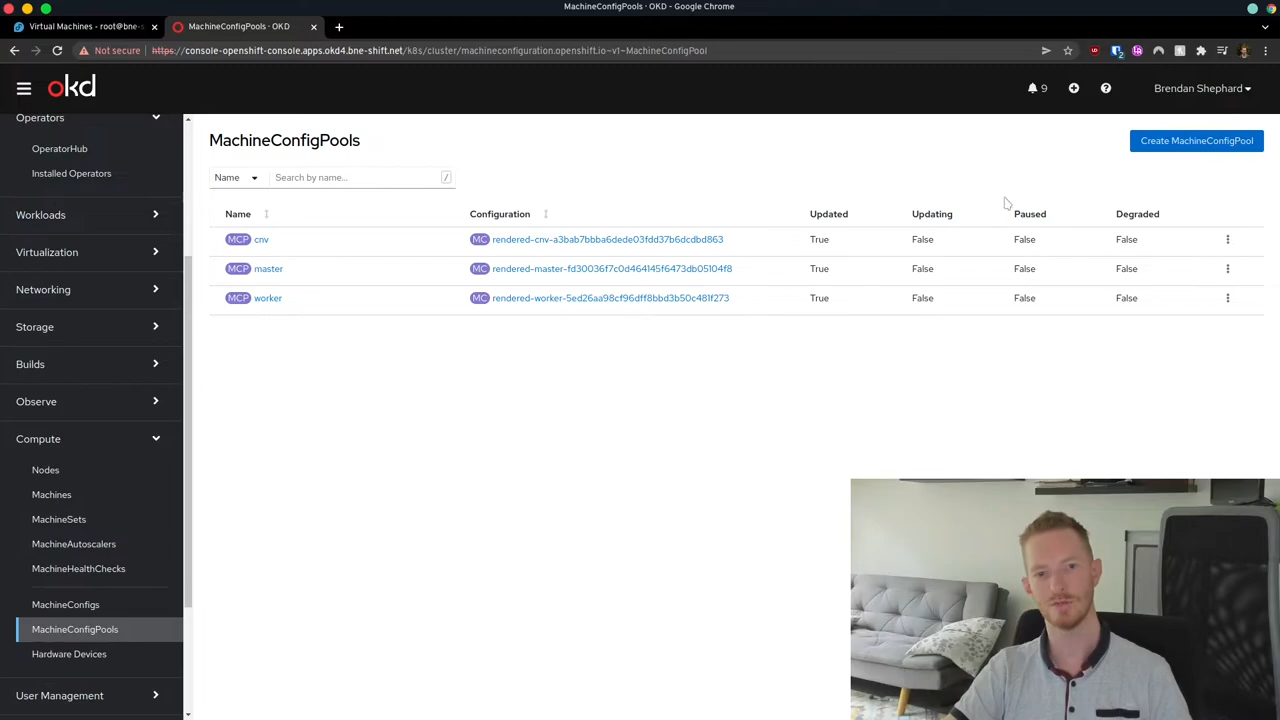 MachineConfigPools · OKD - Google Chrome
Virtual Machines - root@bne-s
MachineConfigPools · OKD
Not secure https://console-openshift-console.apps.okd4.bne-shift.net/k8s/cluster/machineconfiguration.openshift.io~v1~MachineConfigPool
okd
9
Brendan Shephard
Operators
OperatorHub
Installed Operators
Workloads
Virtualization
Networking
Storage
Builds
Observe
Compute
Nodes
Machines
MachineSets
MachineAutoscalers
MachineHealthChecks
MachineConfigs
MachineConfigPools
Hardware Devices
User Management
MachineConfigPools
Create MachineConfigPool
Name Search by name... /
Name Configuration Updated Updating Paused Degraded
MCP cnv MC rendered-cnv-a3bab7bbba6dede03fdd37b6dcdbd863 True False False False
MCP master MC rendered-master-fd30036f7c0d464145f6473db05104f8 True False False False
MCP worker MC rendered-worker-5ed26aa98cf96dff8bbd3b50c481f273 True False False False